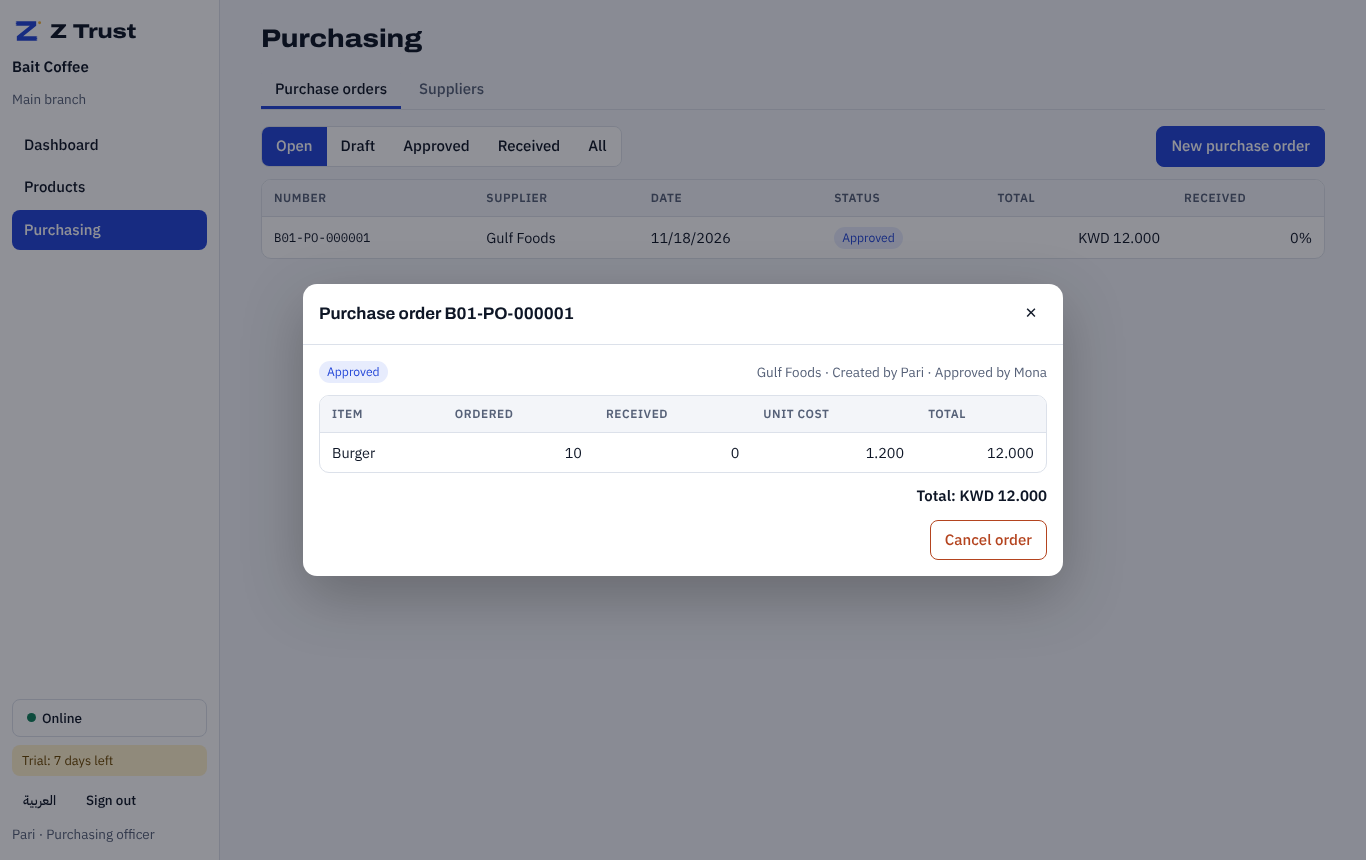 Z Trust
Bait Coffee
Main branch
Dashboard
Products
Purchasing
Online
Trial: 7 days left
العربية Sign out
Pari · Purchasing officer
Purchasing
Purchase orders Suppliers
Open Draft Approved Received All New purchase order
NUMBER SUPPLIER DATE STATUS TOTAL RECEIVED
B01-PO-000001 Gulf Foods 11/18/2026 Approved KWD 12.000 0%
Purchase order B01-PO-000001 ✕
Approved Gulf Foods · Created by Pari · Approved by Mona
ITEM ORDERED RECEIVED UNIT COST TOTAL
Burger 10 0 1.200 12.000
Total: KWD 12.000
Cancel order